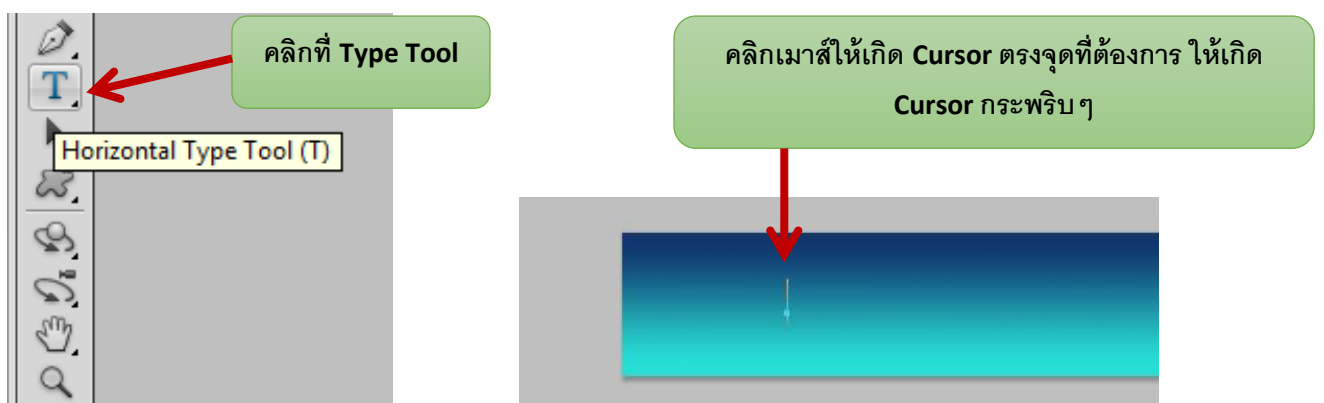 คลิกที่ Type Tool
T
Horizontal Type Tool (T)
คลิกเมาส์ให้เกิด Cursor ตรงจุดที่ต้องการ ให้เกิด
Cursor กระพริบๆ